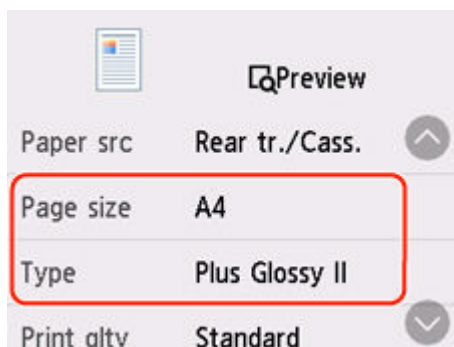 Preview
Paper src Rear tr./Cass.
Page size A4
Type Plus Glossy II
Print qlty Standard